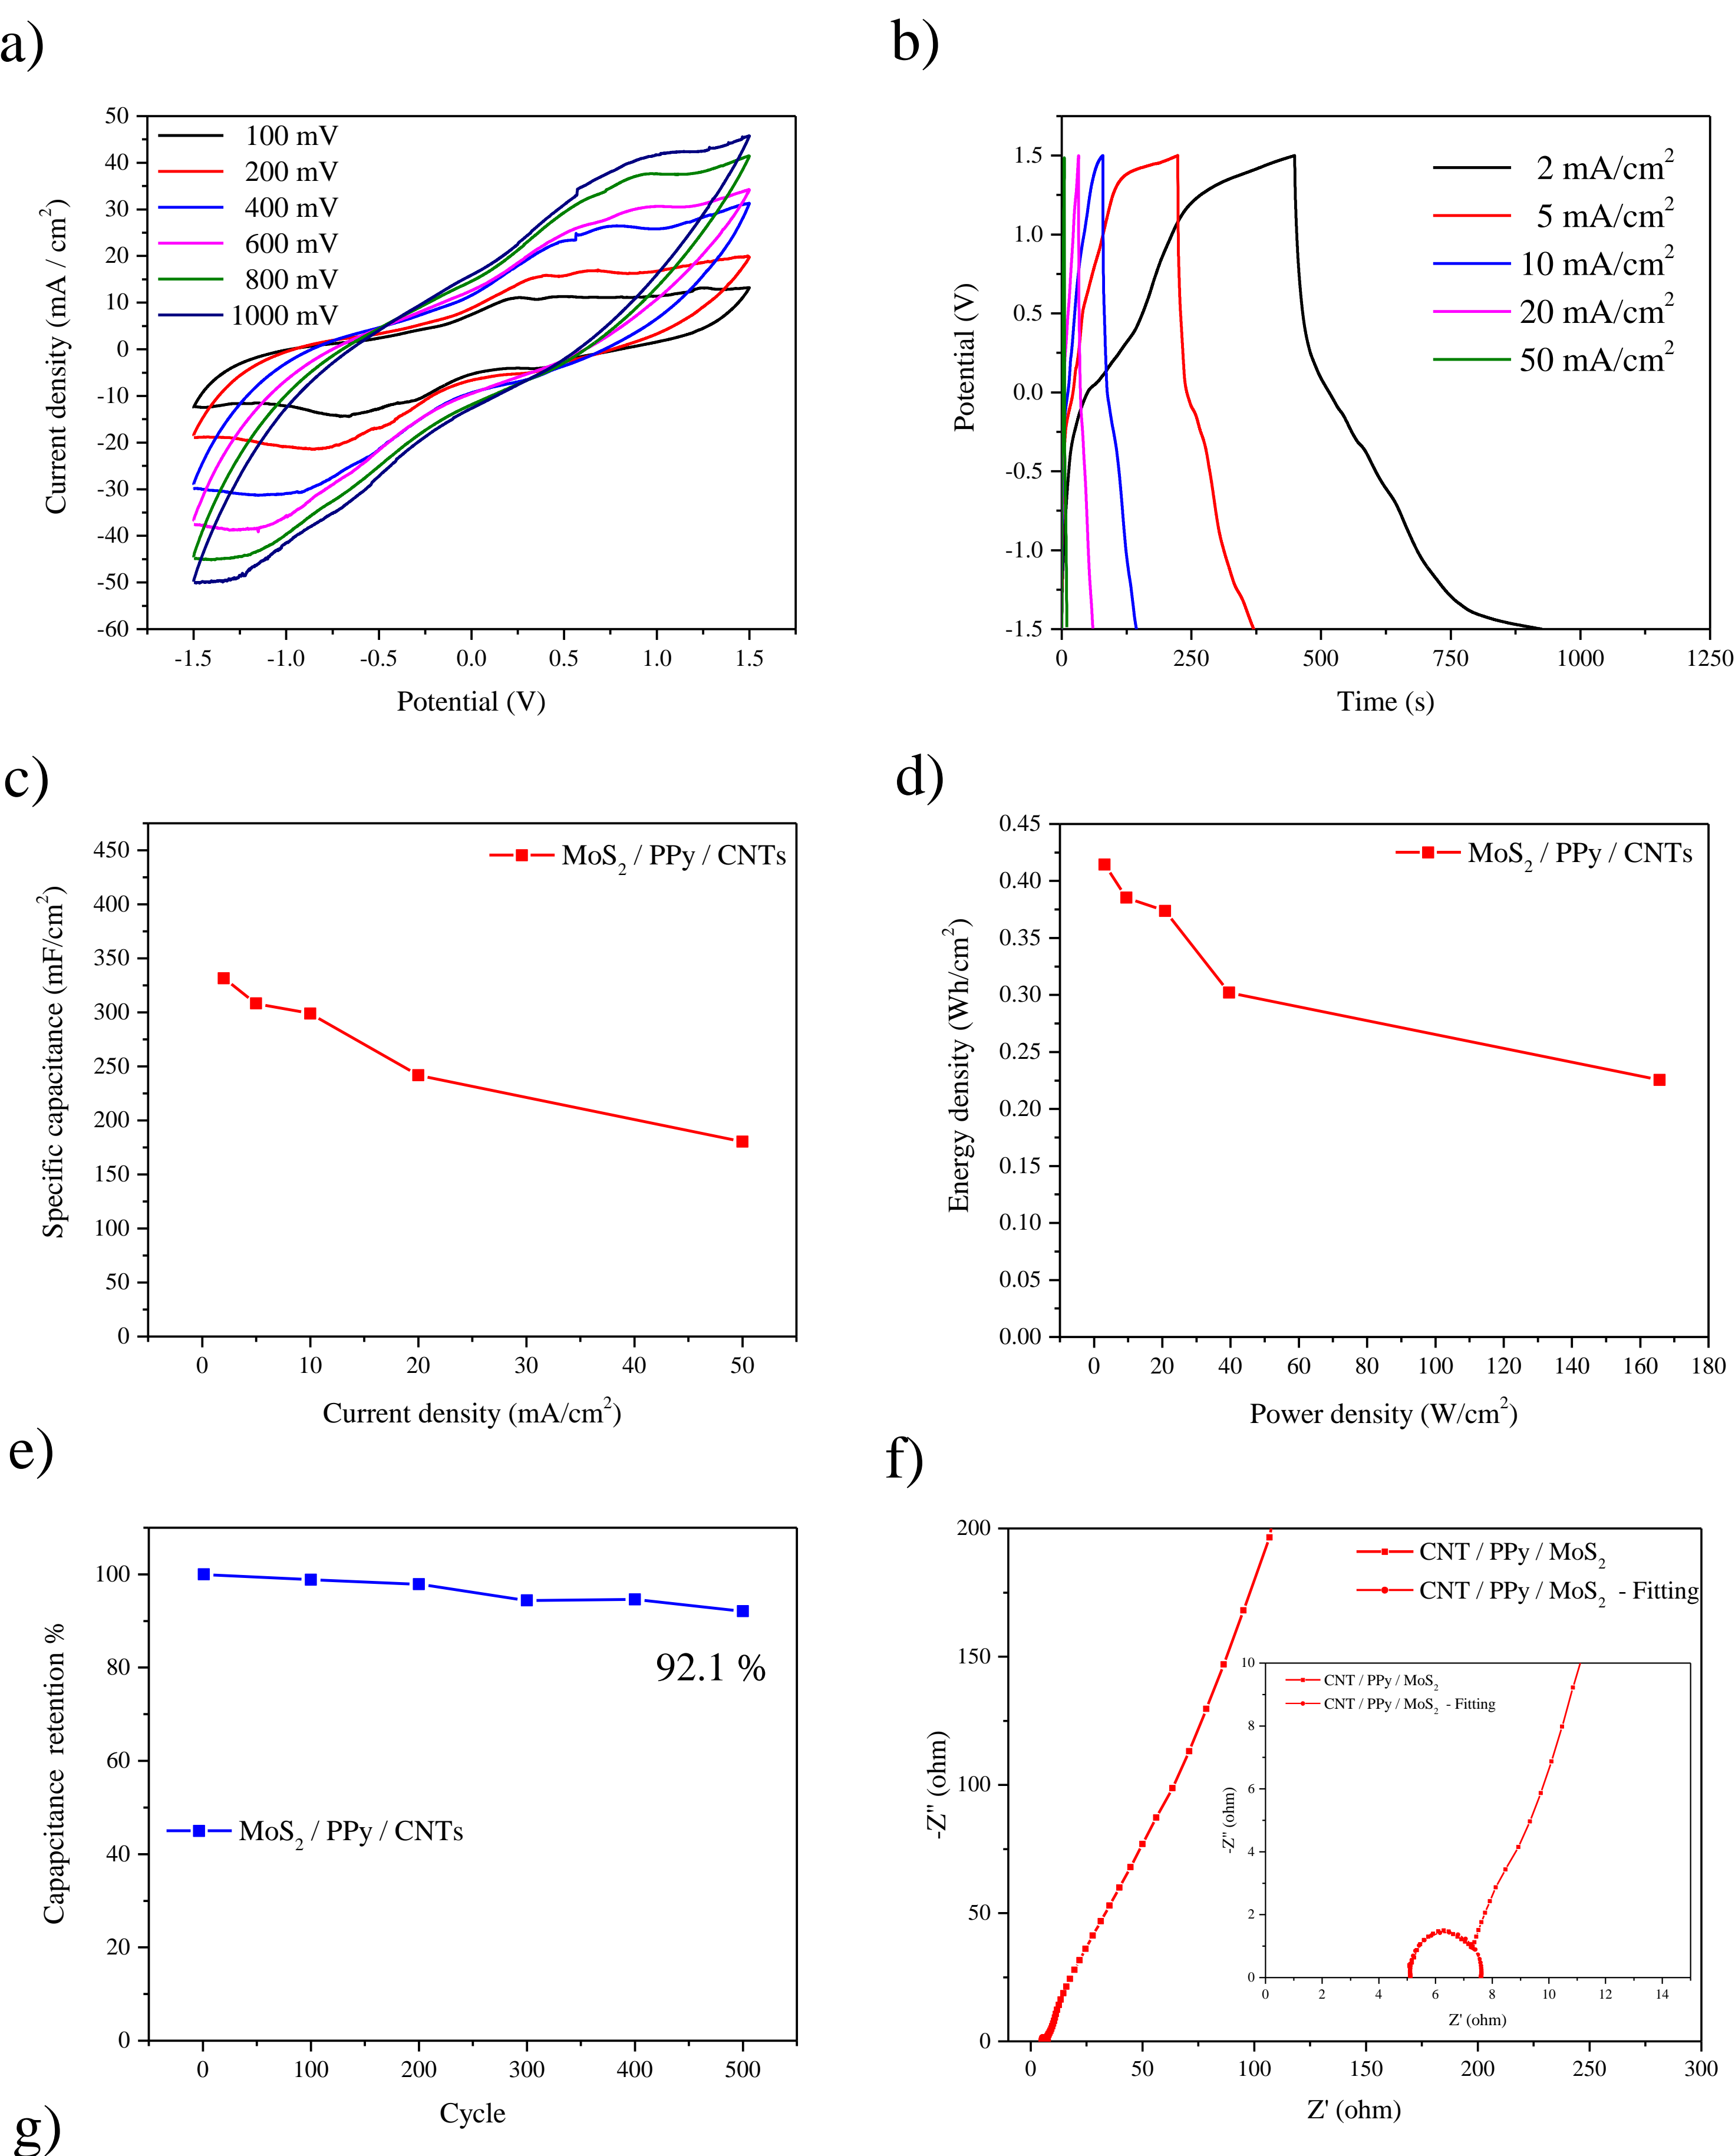 a)
50
40
30
20
10
0
-10
-20
-30
-40
-50
-60
Current density (mA / cm2)
100 mV
200 mV
400 mV
600 mV
800 mV
1000 mV
-1.5 -1.0 -0.5 0.0 0.5 1.0 1.5
Potential (V)
b)
1.5
1.0
0.5
0.0
-0.5
-1.0
-1.5
Potential (V)
2 mA/cm2
5 mA/cm2
10 mA/cm2
20 mA/cm2
50 mA/cm2
0 250 500 750 1000 1250
Time (s)
c)
450
400
350
300
250
200
150
100
50
0
Specific capacitance (mF/cm2)
MoS2 / PPy / CNTs
0 10 20 30 40 50
Current density (mA/cm2)
d)
0.45
0.40
0.35
0.30
0.25
0.20
0.15
0.10
0.05
0.00
Energy density (Wh/cm2)
MoS2 / PPy / CNTs
0 20 40 60 80 100 120 140 160 180
Power density (W/cm2)
e)
100
80
60
40
20
0
Capapcitance retention %
92.1 %
MoS2 / PPy / CNTs
0 100 200 300 400 500
Cycle
f)
200
150
100
50
0
-Z" (ohm)
CNT / PPy / MoS2
CNT / PPy / MoS2 - Fitting
10
8
6
4
2
0
-Z" (ohm)
CNT / PPy / MoS2
CNT / PPy / MoS2 - Fitting
0 2 4 6 8 10 12 14
Z' (ohm)
0 50 100 150 200 250 300
Z' (ohm)
g)